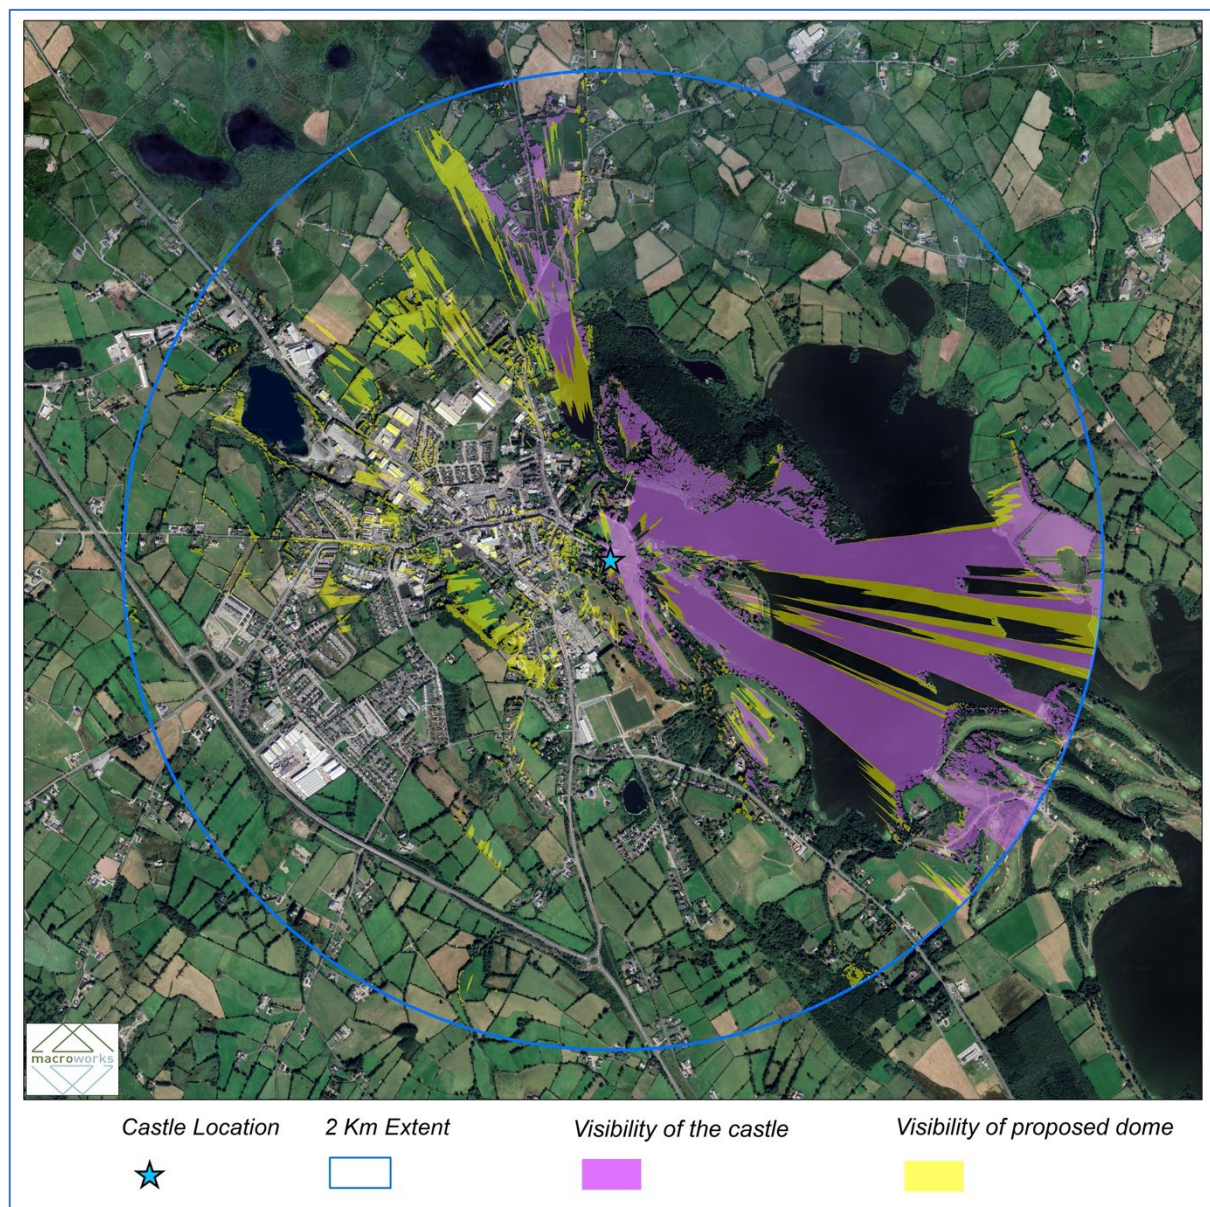 macroworks
Castle Location
2 Km Extent
Visibility of the castle
Visibility of proposed dome